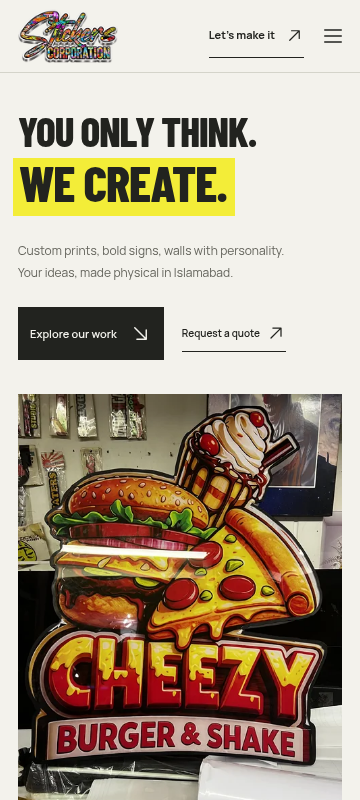 Stickers
CORPORATION
Let's make it
YOU ONLY THINK.
WE CREATE.
Custom prints, bold signs, walls with personality.
Your ideas, made physical in Islamabad.
Explore our work
Request a quote
CHEEZY
BURGER & SHAKE